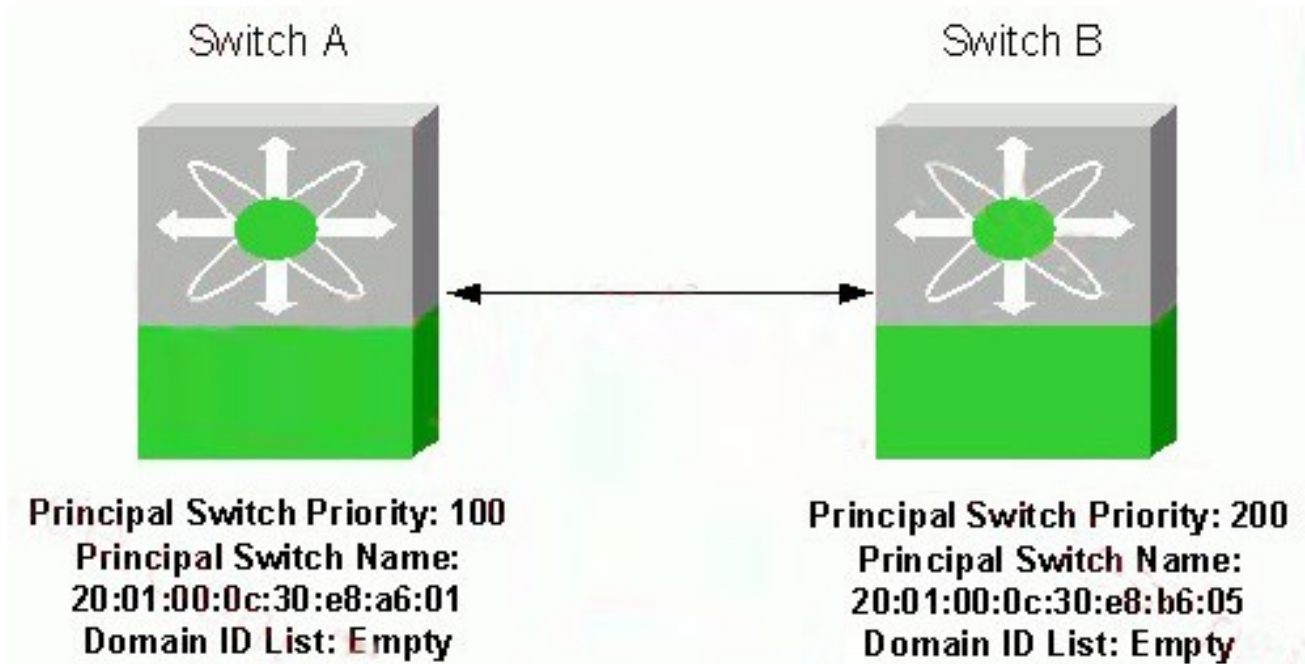 Switch A
Principal Switch Priority: 100
Principal Switch Name:
20:01:00:0c:30:e8:a6:01
Domain ID List: Empty
Switch B
Principal Switch Priority: 200
Principal Switch Name:
20:01:00:0c:30:e8:b6:05
Domain ID List: Empty